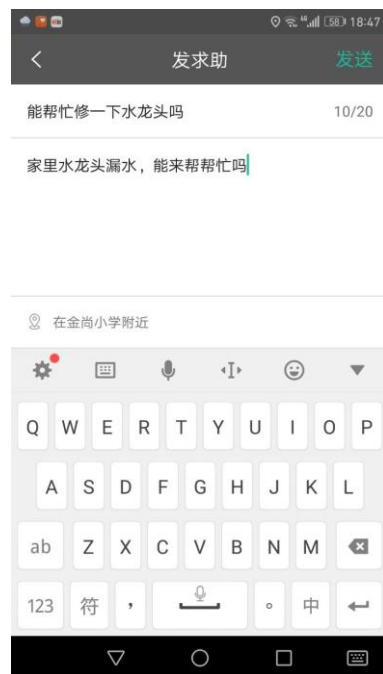 58 18:47
发求助 发送
能帮忙修一下水龙头吗 10/20
家里水龙头漏水，能来帮帮忙吗
在金尚小学附近
Q W E R T Y U I O P
A S D F G H J K L
ab Z X C V B N M
123 符 ， 。 中